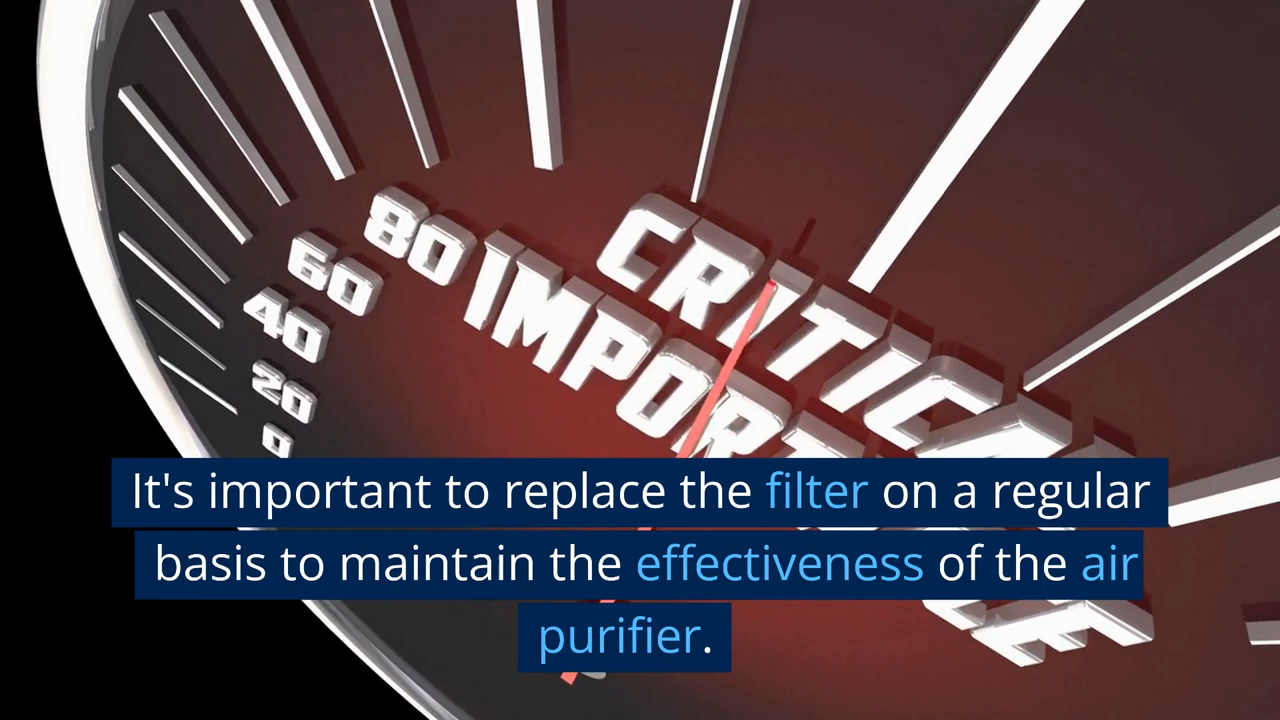 80
60
40
20
0
CRITICAL
IMPORT
It's important to replace the filter on a regular
basis to maintain the effectiveness of the air
purifier.